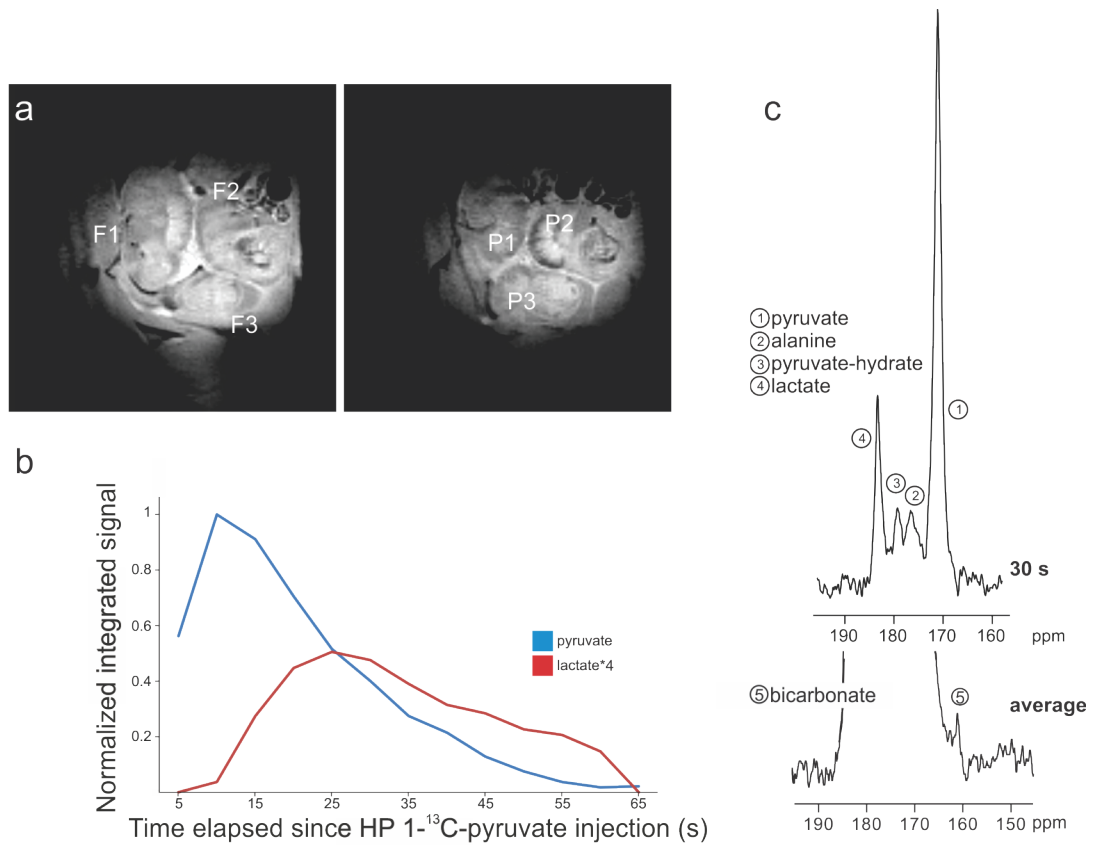 a
F1
F2
F3
P1
P2
P3
b
Normalized integrated signal
1
0.8
0.6
0.4
0.2
5 15 25 35 45 55 65
Time elapsed since HP 1-¹³C-pyruvate injection (s)
pyruvate
lactate*4
c
①pyruvate
②alanine
③pyruvate-hydrate
④lactate
④
③
②
①
30 s
190 180 170 160 ppm
⑤bicarbonate
⑤
average
190 180 170 160 150 ppm